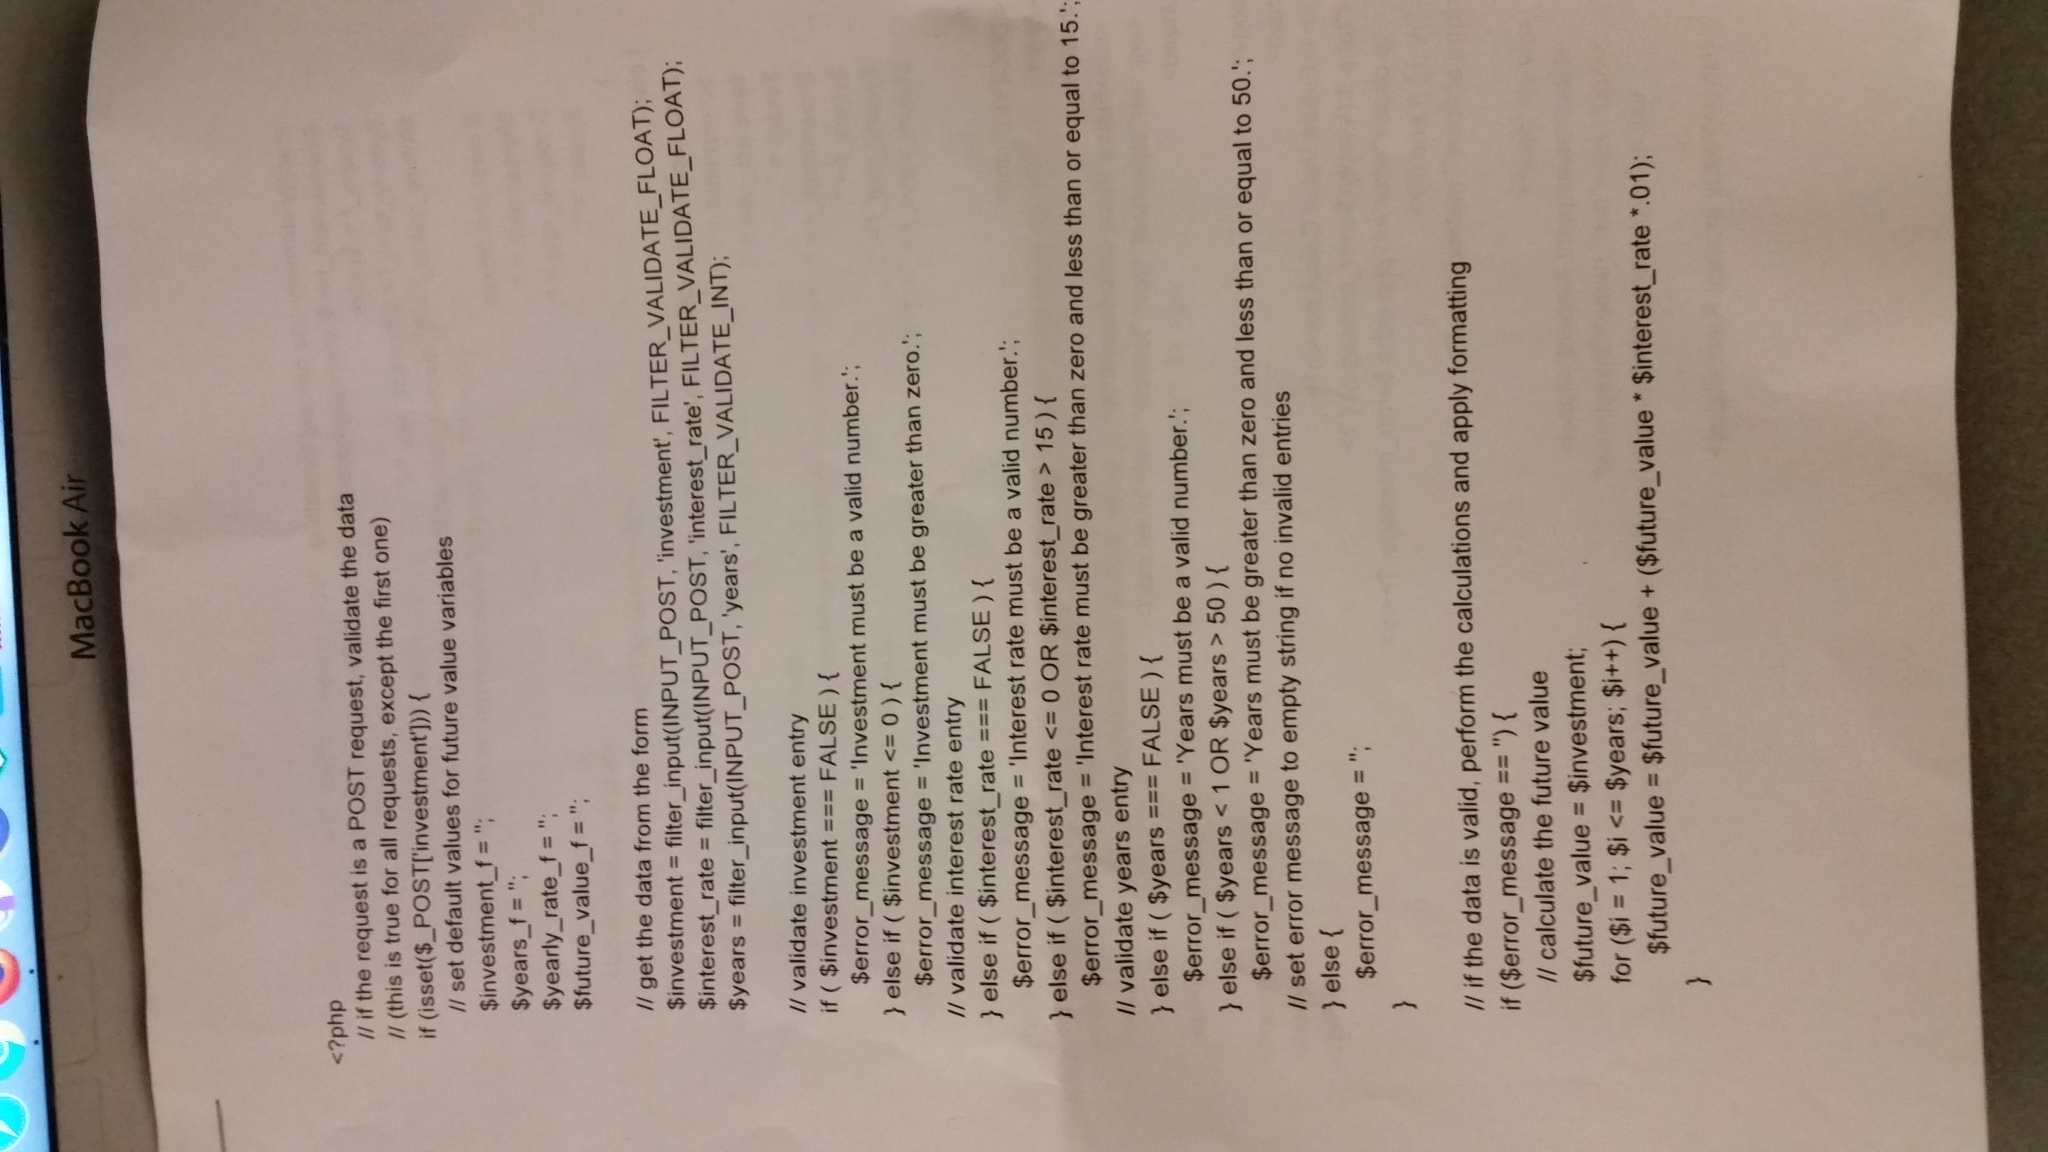 MacBook Air
<?php
// if the request is a POST request, validate the data
// (this is true for all requests, except the first one)
if (isset($_POST['investment'])) {
// set default values for future value variables
$investment_f = '';
$years_f = '';
$yearly_rate_f = '';
$future_value_f = '';
// get the data from the form
$investment = filter_input(INPUT_POST, 'investment', FILTER_VALIDATE_FLOAT);
$interest_rate = filter_input(INPUT_POST, 'interest_rate', FILTER_VALIDATE_FLOAT);
$years = filter_input(INPUT_POST, 'years', FILTER_VALIDATE_INT);
// validate investment entry
if ( $investment === FALSE ) {
$error_message = 'Investment must be a valid number.';
} else if ( $investment <= 0 ) {
$error_message = 'Investment must be greater than zero.';
// validate interest rate entry
} else if ( $interest_rate === FALSE ) {
$error_message = 'Interest rate must be a valid number.';
} else if ( $interest_rate <= 0 OR $interest_rate > 15 ) {
$error_message = 'Interest rate must be greater than zero and less than or equal to 15.';
// validate years entry
} else if ( $years === FALSE ) {
$error_message = 'Years must be a valid number.';
} else if ( $years < 1 OR $years > 50 ) {
$error_message = 'Years must be greater than zero and less than or equal to 50.';
// set error message to empty string if no invalid entries
} else {
$error_message = '';
}
// if the data is valid, perform the calculations and apply formatting
if ($error_message == '') {
// calculate the future value
$future_value = $investment;
for ($i = 1; $i <= $years; $i++) {
$future_value = $future_value + ($future_value * $interest_rate *.01);
}